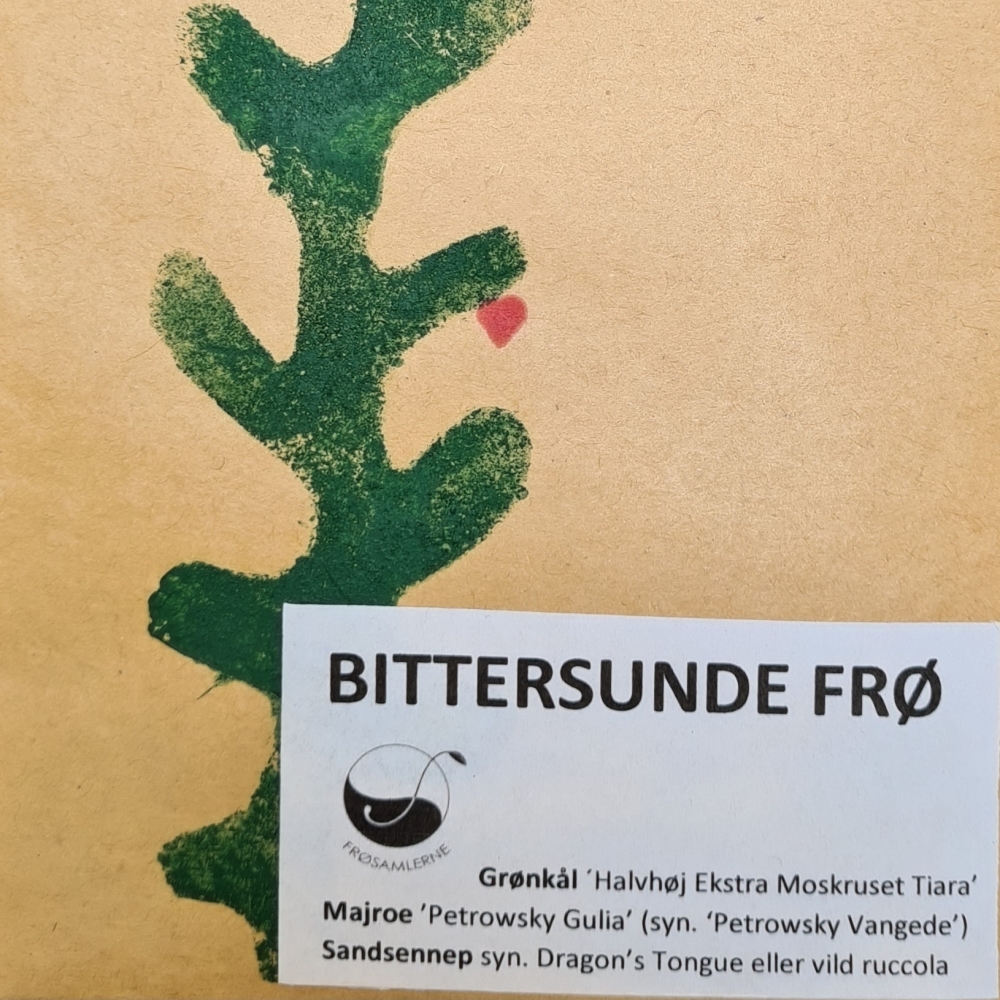 BITTERSUNDE FRØ
FRØSAMLERNE
Grønkål ´Halvhøj Ekstra Moskruset Tiara’
Majroe ’Petrowsky Gulia’ (syn. ‘Petrowsky Vangede’)
Sandsennep syn. Dragon’s Tongue eller vild ruccola